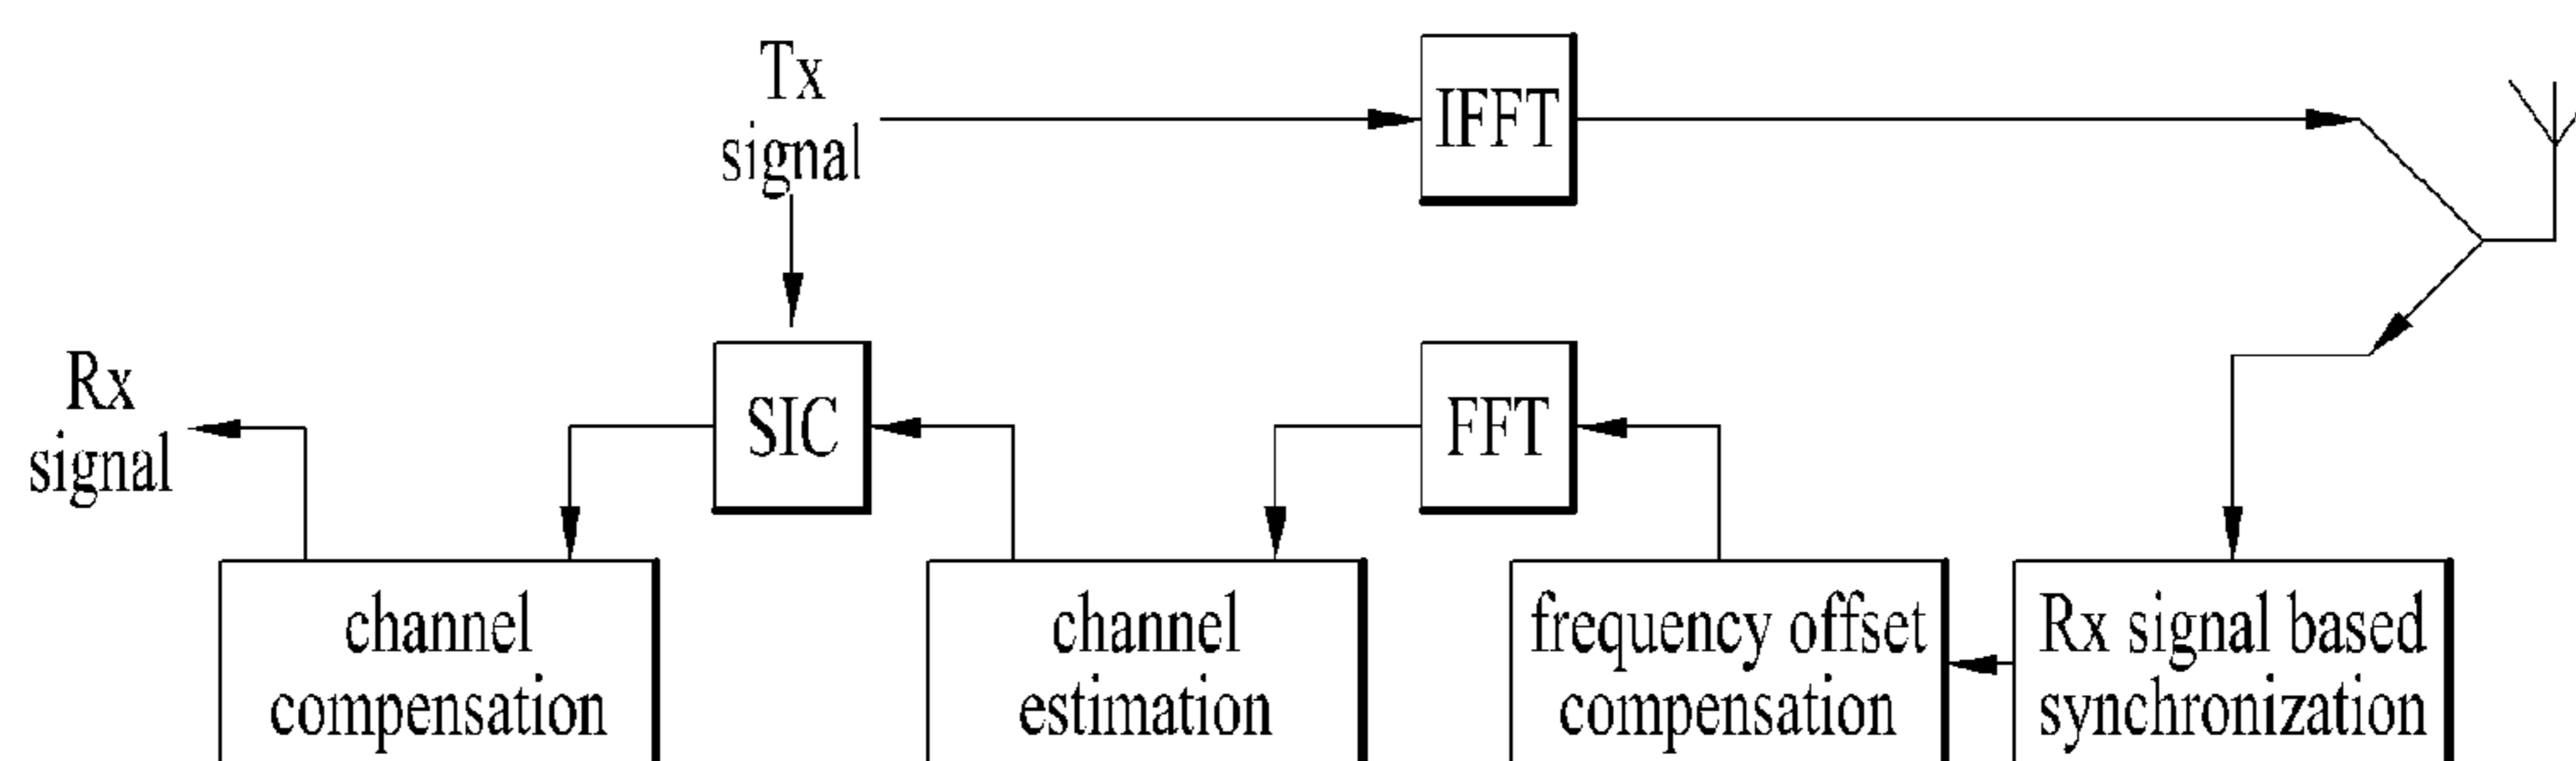 Tx
signal
IFFT
Rx
signal
SIC
FFT
channel
compensation
channel
estimation
frequency offset
compensation
Rx signal based
synchronization